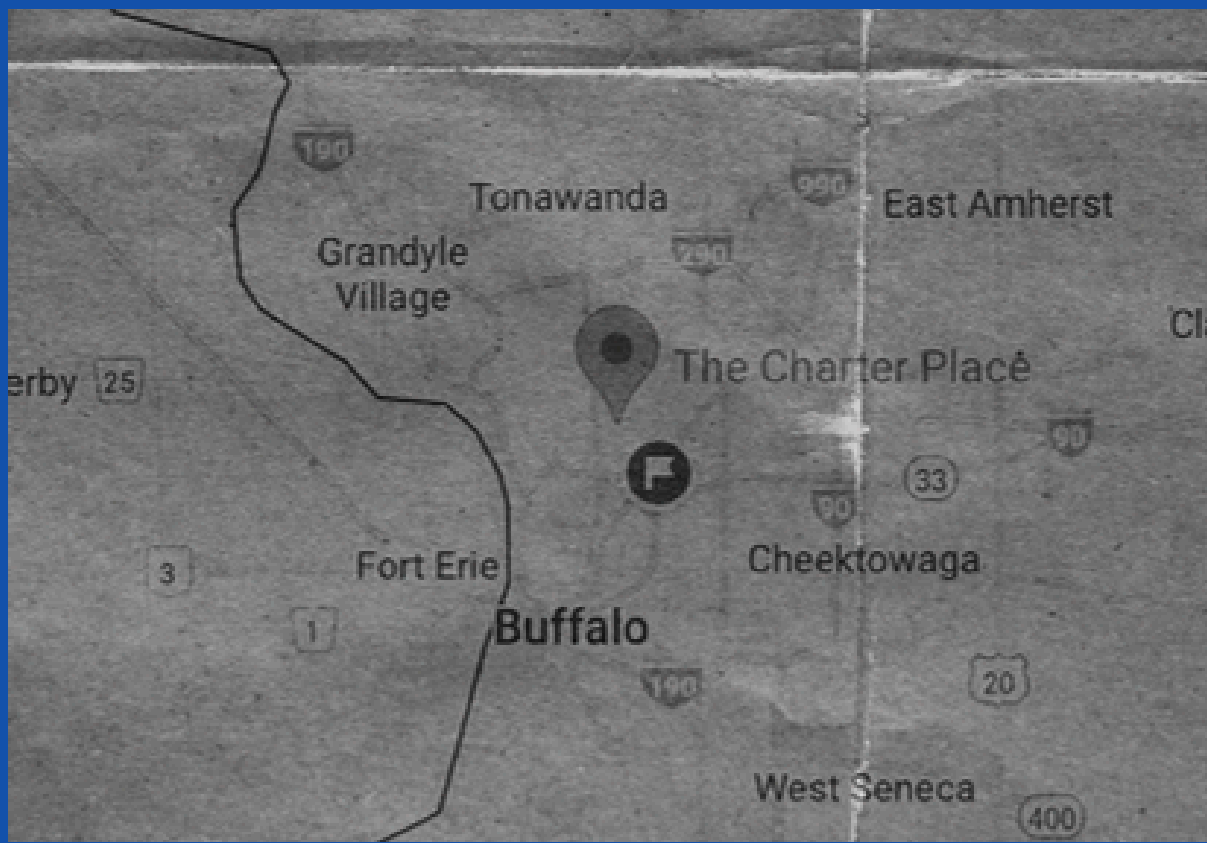 190
Tonawanda
990
East Amherst
Grandyle
Village
290
The Charter Place
erby
25
90
33
90
Fort Erie
Cheektowaga
3
1
Buffalo
190
20
West Seneca
400